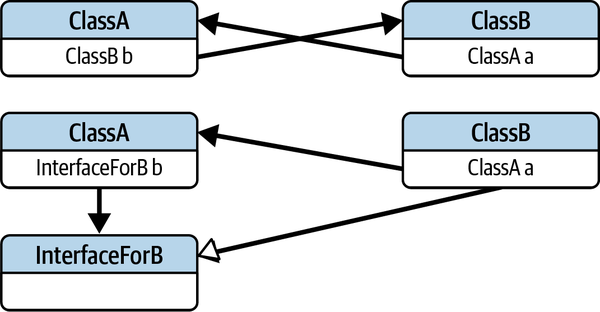 ClassA
ClassB b
ClassB
ClassA a
ClassA
InterfaceForB b
ClassB
ClassA a
InterfaceForB